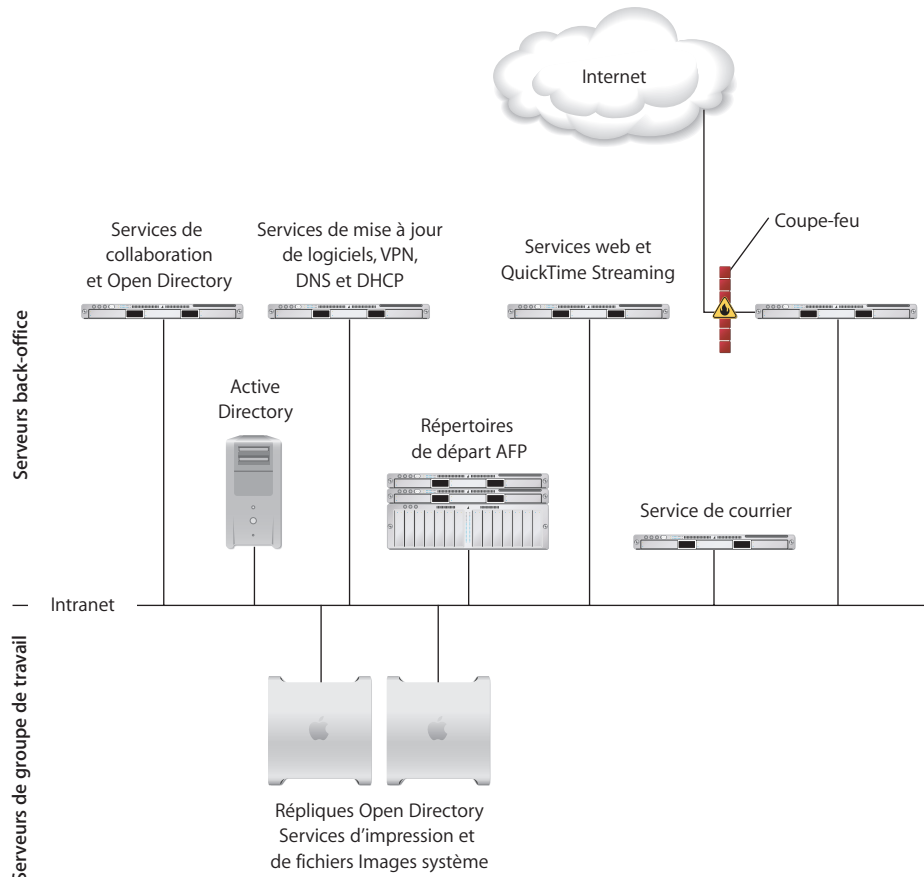 Internet
Coupe-feu
Services de
collaboration
et Open Directory
Services de mise à jour
de logiciels, VPN,
DNS et DHCP
Services web et
QuickTime Streaming
Serveurs back-office
Active
Directory
Répertoires
de départ AFP
Service de courrier
Intranet
Serveurs de groupe de travail
Répliques Open Directory
Services d’impression et
de fichiers Images système